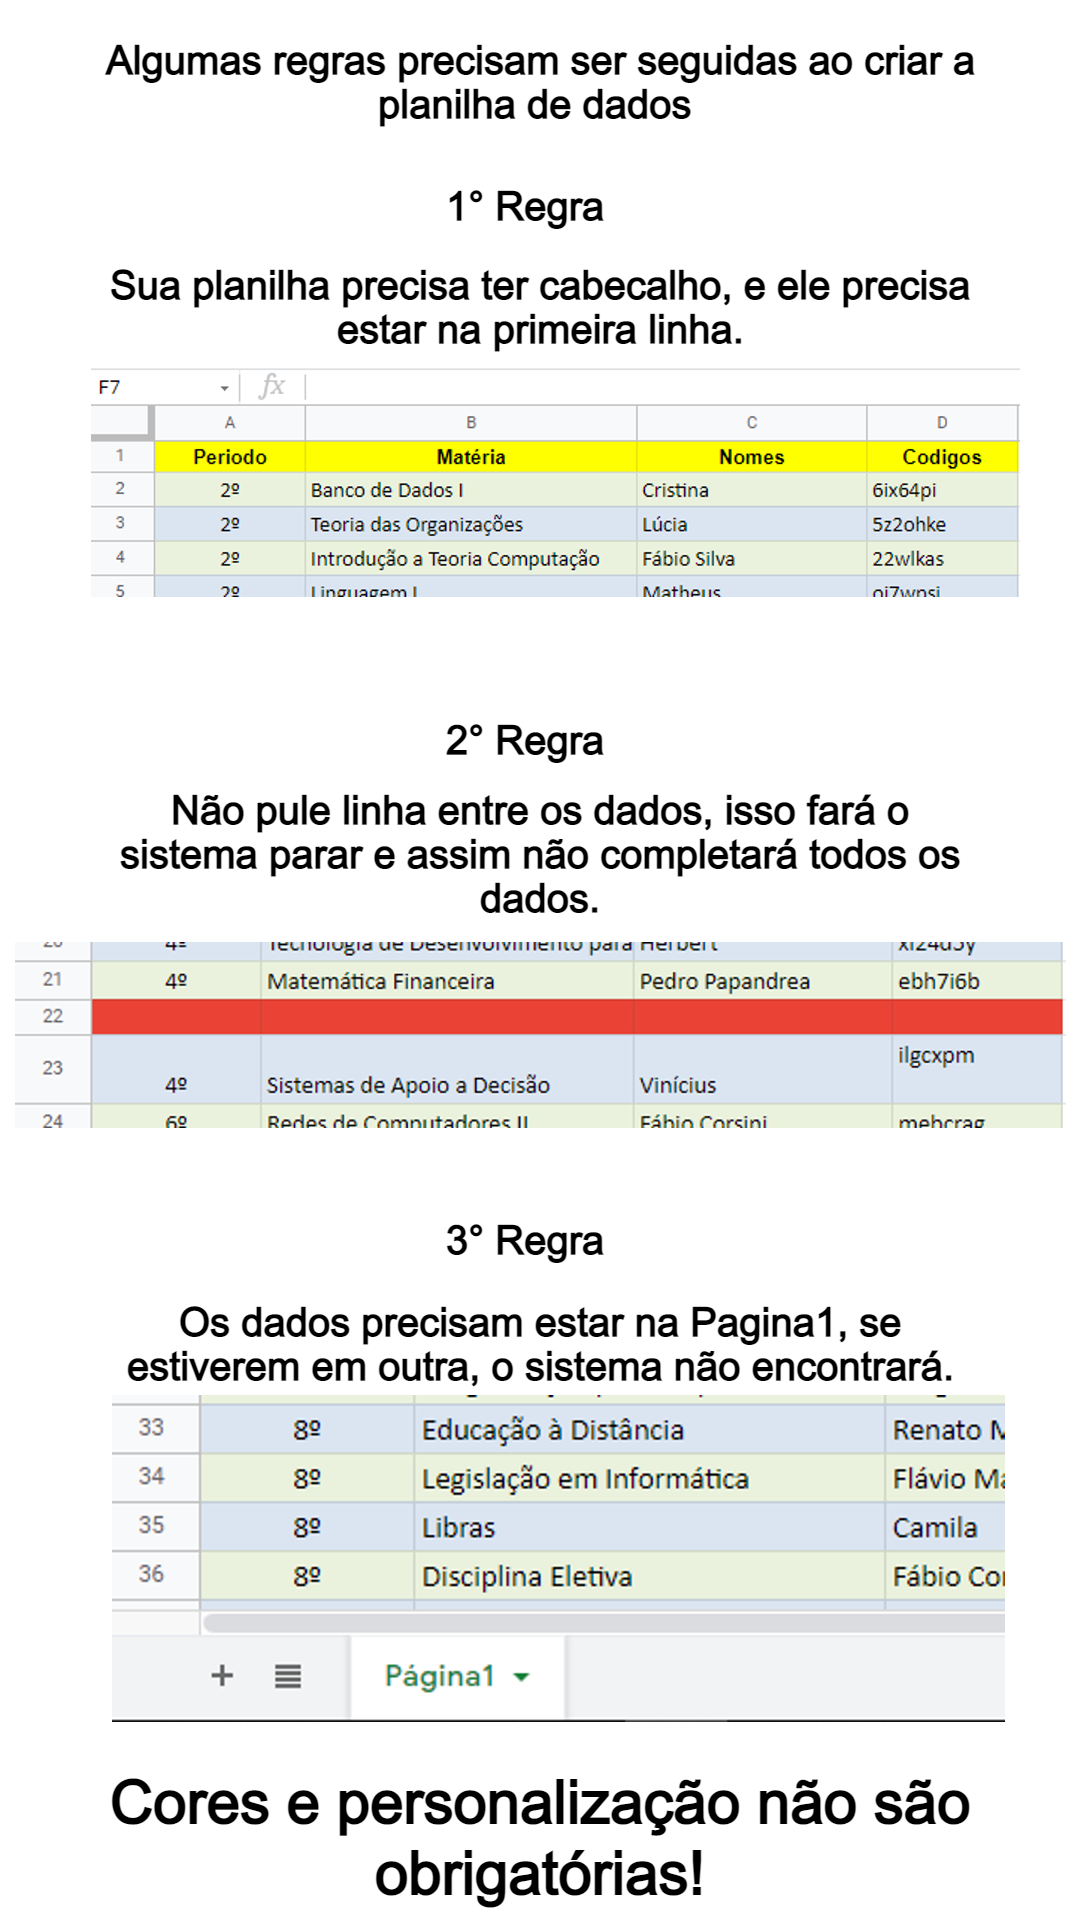 Algumas regras precisam ser seguidas ao criar a
planilha de dados
1° Regra
Sua planilha precisa ter cabecalho, e ele precisa
estar na primeira linha.
F7 fx
A B C D
1 Periodo Matéria Nomes Codigos
2 2º Banco de Dados I Cristina 6ix64pi
3 2º Teoria das Organizações Lúcia 5z2ohke
4 2º Introdução a Teoria Computação Fábio Silva 22wlkas
5 2º Linguagem I Matheus oi7wnsi
2° Regra
Não pule linha entre os dados, isso fará o
sistema parar e assim não completará todos os
dados.
20 4º Tecnologia de Desenvolvimento para Herbert
21 4º Matemática Financeira Pedro Papandrea ebh7i6b
22
23 4º Sistemas de Apoio a Decisão Vinícius ilgcxpm
24 6º Redes de Computadores II Fábio Corsini mebcrag
3° Regra
Os dados precisam estar na Pagina1, se
estiverem em outra, o sistema não encontrará.
33 8º Educação à Distância Renato
34 8º Legislação em Informática Flávio
35 8º Libras Camila
36 8º Disciplina Eletiva Fábio
Página1
Cores e personalização não são
obrigatórias!